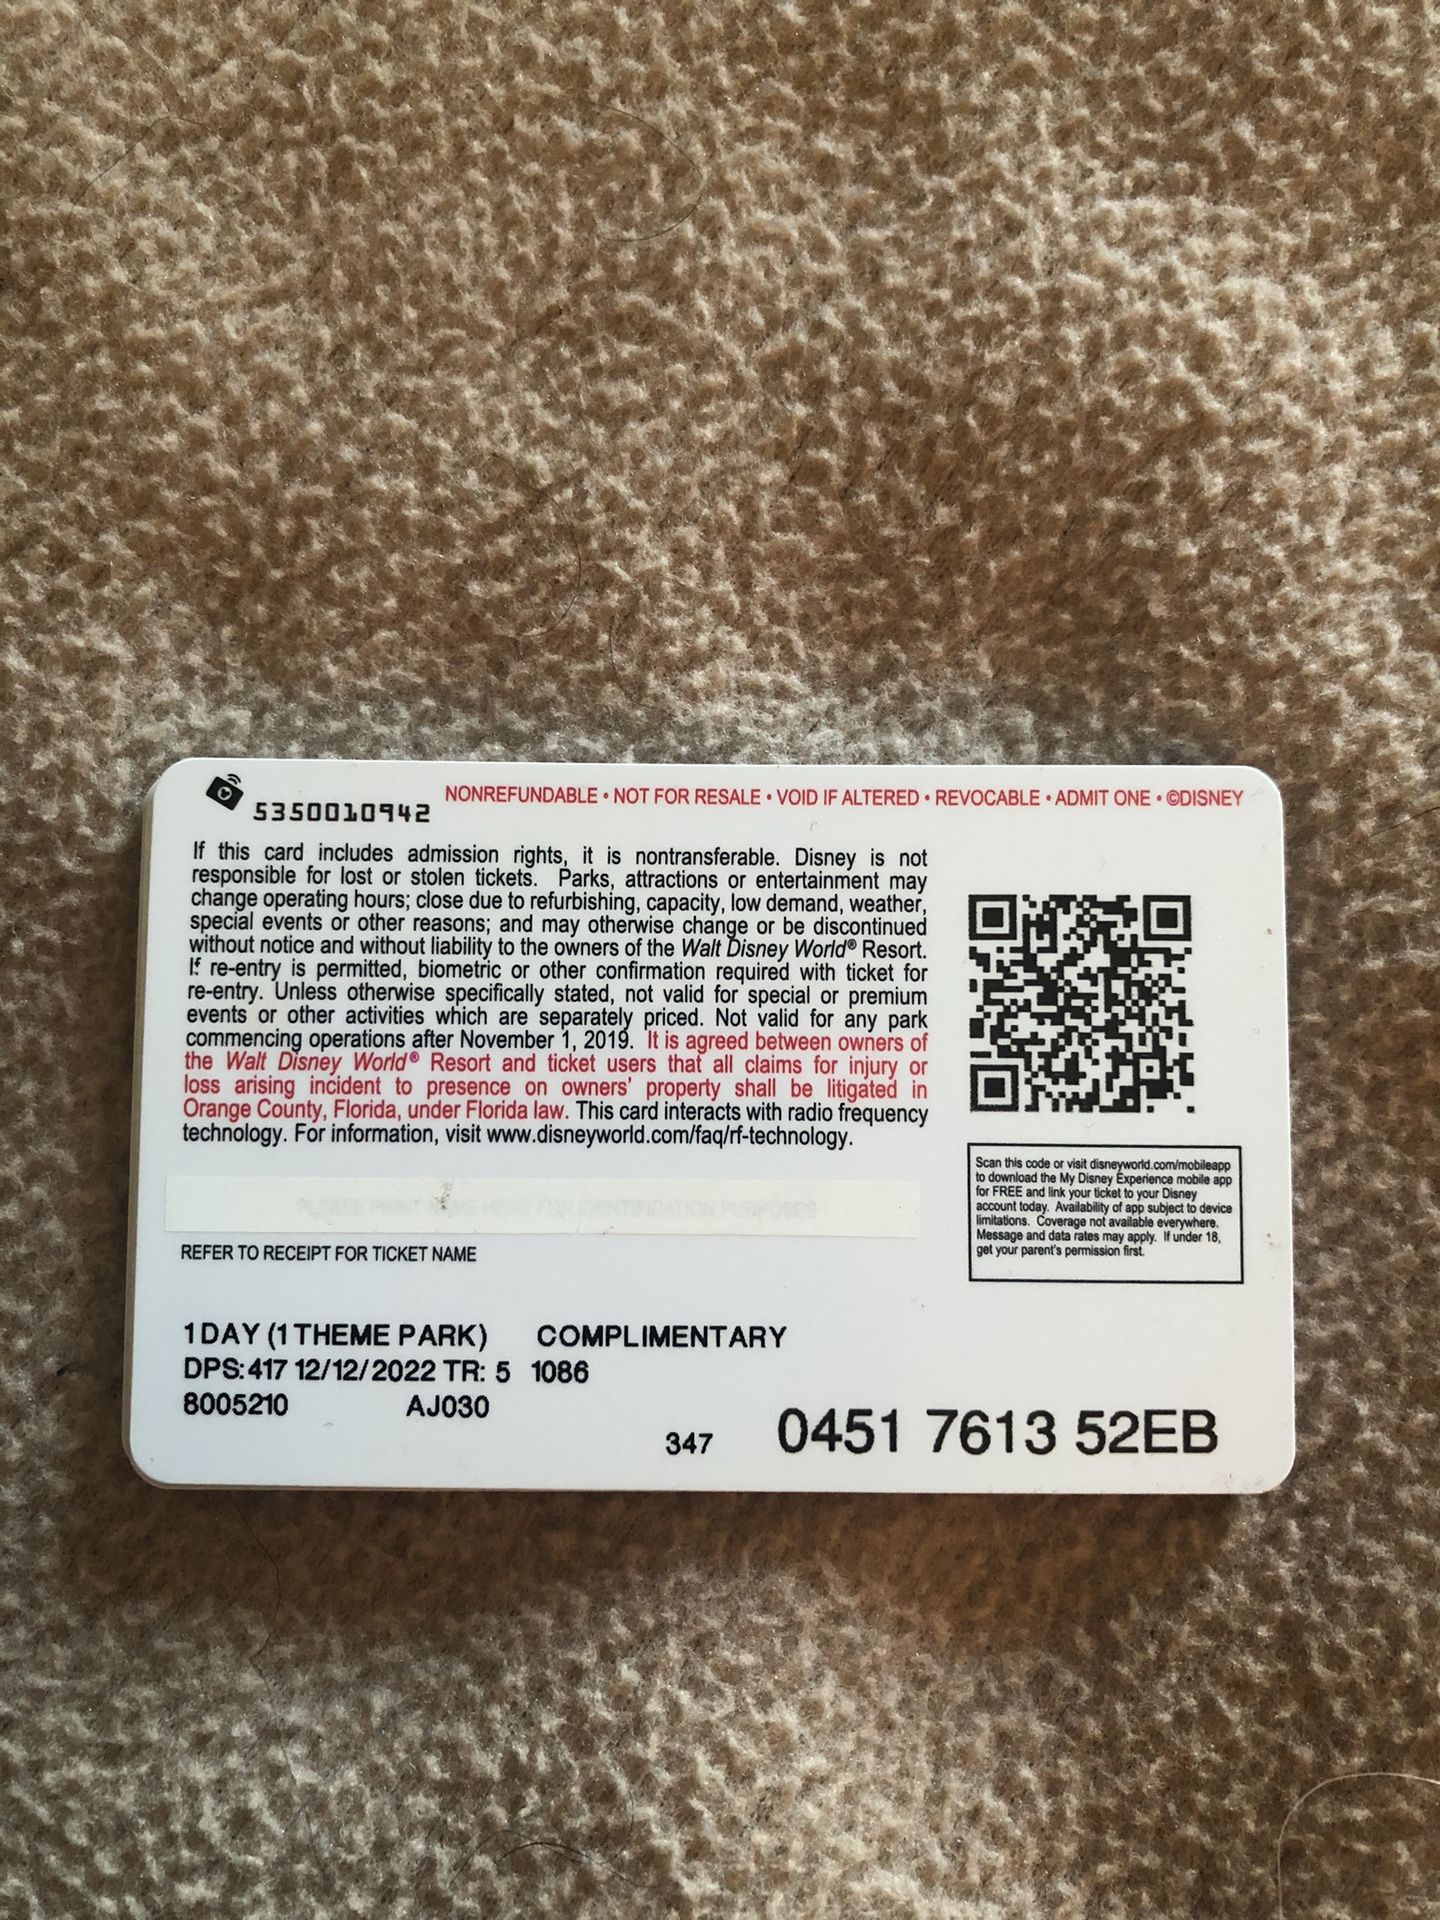 5350010942
NONREFUNDABLE • NOT FOR RESALE • VOID IF ALTERED • REVOCABLE • ADMIT ONE • ©DISNEY
If this card includes admission rights, it is nontransferable. Disney is not
responsible for lost or stolen tickets. Parks, attractions or entertainment may
change operating hours; close due to refurbishing, capacity, low demand, weather,
special events or other reasons; and may otherwise change or be discontinued
without notice and without liability to the owners of the Walt Disney World® Resort.
If re-entry is permitted, biometric or other confirmation required with ticket for
re-entry. Unless otherwise specifically stated, not valid for special or premium
events or other activities which are separately priced. Not valid for any park
commencing operations after November 1, 2019. It is agreed between owners of
the Walt Disney World® Resort and ticket users that all claims for injury or
loss arising incident to presence on owners' property shall be litigated in
Orange County, Florida, under Florida law. This card interacts with radio frequency
technology. For information, visit www.disneyworld.com/faq/rf-technology.
PLEASE PRINT NAME HERE FOR IDENTIFICATION PURPOSES
REFER TO RECEIPT FOR TICKET NAME
Scan this code or visit disneyworld.com/mobileapp
to download the My Disney Experience mobile app
for FREE and link your ticket to your Disney
account today. Availability of app subject to device
limitations. Coverage not available everywhere.
Message and data rates may apply. If under 18,
get your parent's permission first.
1 DAY (1 THEME PARK) COMPLIMENTARY
DPS:417 12/12/2022 TR: 5 1086
8005210 AJ030
347 0451 7613 52EB